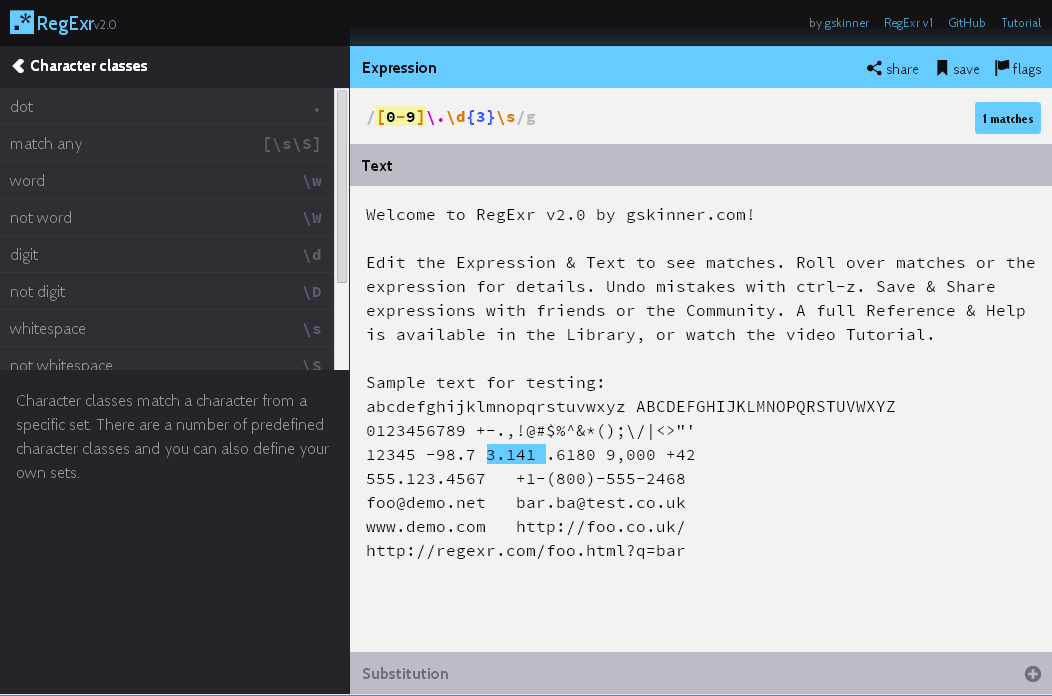 .* RegExr v2.0
by gskinner RegExr v1 GitHub Tutorial
Character classes
dot .
match any [\s\S]
word \w
not word \W
digit \d
not digit \D
whitespace \s
not whitespace \S
Character classes match a character from a
specific set. There are a number of predefined
character classes and you can also define your
own sets.
Expression share save flags
/[0-9]\.\d{3}\s/g 1 matches
Text
Welcome to RegExr v2.0 by gskinner.com!
Edit the Expression & Text to see matches. Roll over matches or the
expression for details. Undo mistakes with ctrl-z. Save & Share
expressions with friends or the Community. A full Reference & Help
is available in the Library, or watch the video Tutorial.
Sample text for testing:
abcdefghijklmnopqrstuvwxyz ABCDEFGHIJKLMNOPQRSTUVWXYZ
0123456789 +-.,!@#$%^&*();\/|<>"'
12345 -98.7 3.141 .6180 9,000 +42
555.123.4567   +1-(800)-555-2468
foo@demo.net   bar.ba@test.co.uk
www.demo.com   http://foo.co.uk/
http://regexr.com/foo.html?q=bar
Substitution